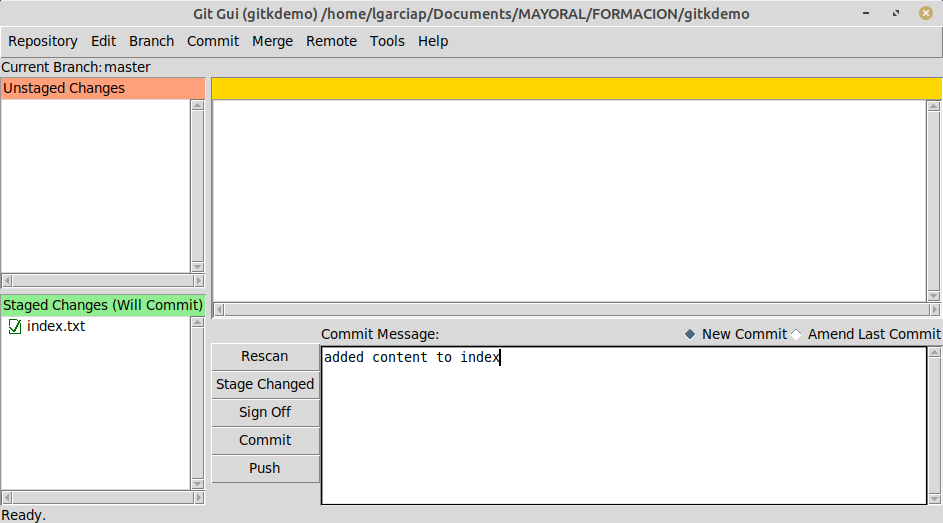 Git Gui (gitkdemo) /home/lgarciap/Documents/MAYORAL/FORMACION/gitkdemo
Repository Edit Branch Commit Merge Remote Tools Help
Current Branch: master
Unstaged Changes
Staged Changes (Will Commit)
index.txt
Commit Message: New Commit Amend Last Commit
Rescan
Stage Changed
Sign Off
Commit
Push
added content to index
Ready.